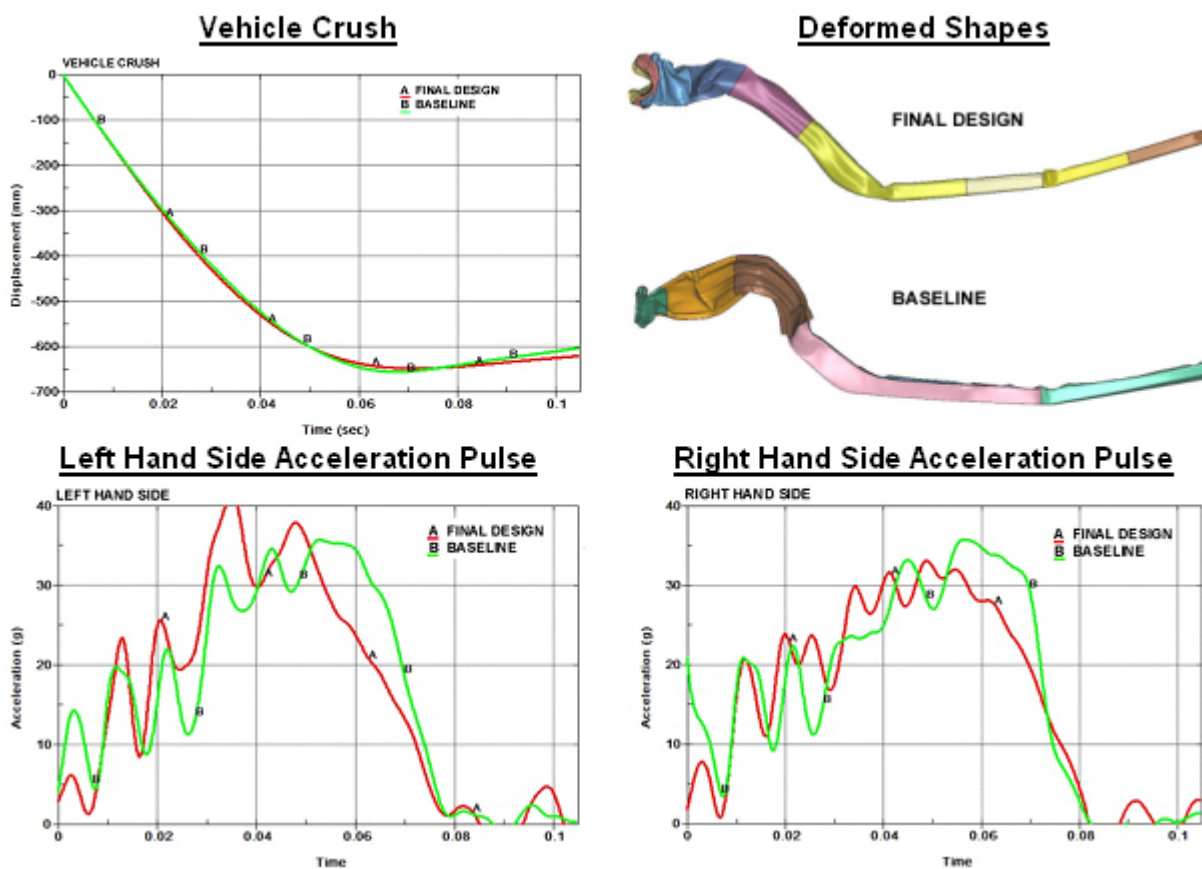 Vehicle Crush
VEHICLE CRUSH
A FINAL DESIGN
B BASELINE
Displacement (mm)
0
-100
-200
-300
-400
-500
-600
-700
B
A
B
A
B
A
B
A
B
0 0.02 0.04 0.06 0.08 0.1
Time (sec)
Deformed Shapes
FINAL DESIGN
BASELINE
Left Hand Side Acceleration Pulse
LEFT HAND SIDE
A FINAL DESIGN
B BASELINE
Acceleration (g)
40
30
20
10
0
B
A
B
A
B
A
B
A
0 0.02 0.04 0.06 0.08 0.1
Time
Right Hand Side Acceleration Pulse
RIGHT HAND SIDE
A FINAL DESIGN
B BASELINE
Acceleration (g)
40
30
20
10
0
B
A
B
B
B
A
B
0 0.02 0.04 0.06 0.08 0.1
Time